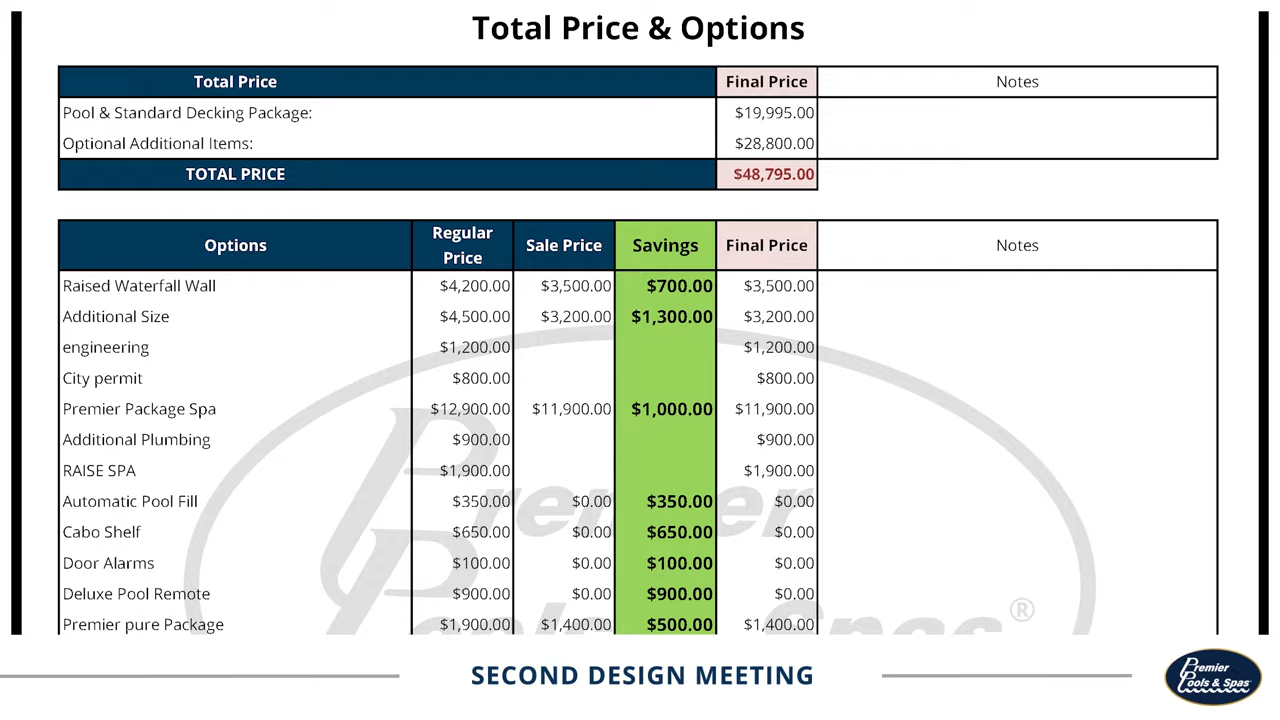 Total Price & Options
Total Price Final Price Notes
Pool & Standard Decking Package: $19,995.00
Optional Additional Items: $28,800.00
TOTAL PRICE $48,795.00
Options Regular Price Sale Price Savings Final Price Notes
Raised Waterfall Wall $4,200.00 $3,500.00 $700.00 $3,500.00
Additional Size $4,500.00 $3,200.00 $1,300.00 $3,200.00
engineering $1,200.00 $1,200.00
City permit $800.00 $800.00
Premier Package Spa $12,900.00 $11,900.00 $1,000.00 $11,900.00
Additional Plumbing $900.00 $900.00
RAISE SPA $1,900.00 $1,900.00
Automatic Pool Fill $350.00 $0.00 $350.00 $0.00
Cabo Shelf $650.00 $0.00 $650.00 $0.00
Door Alarms $100.00 $0.00 $100.00 $0.00
Deluxe Pool Remote $900.00 $0.00 $900.00 $0.00
Premier pure Package $1,900.00 $1,400.00 $500.00 $1,400.00
Premier
Pools Spas®
SECOND DESIGN MEETING
Premier
Pools & Spas